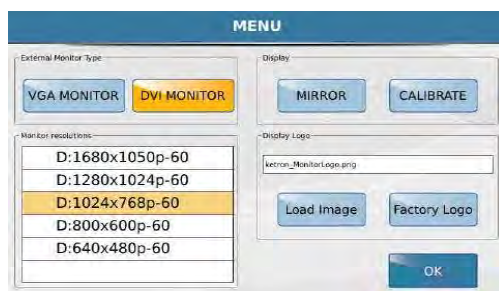 MENU
External Monitor Type
VGA MONITOR
DVI MONITOR
Display
MIRROR
CALIBRATE
Monitor resolutions
D:1680x1050p-60
D:1280x1024p-60
D:1024x768p-60
D:800x600p-60
D:640x480p-60
Display Logo
ketron_MonitorLogo.png
Load Image
Factory Logo
OK